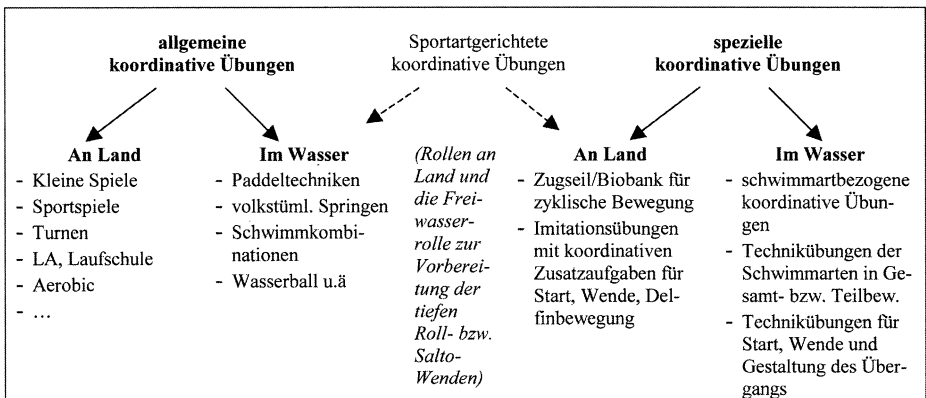 allgemeine
koordinative Übungen
Sportartgerichtete
koordinative Übungen
spezielle
koordinative Übungen
An Land
- Kleine Spiele
- Sportspiele
- Turnen
- LA, Laufschule
- Aerobic
- …
Im Wasser
- Paddeltechniken
- volkstüml. Springen
- Schwimmkombi-
nationen
- Wasserball u.ä
(Rollen an
Land und
die Frei-
wasser-
rolle zur
Vorberei-
tung der
tiefen
Roll- bzw.
Salto-
Wenden)
An Land
- Zugseil/Biobank für
zyklische Bewegung
- Imitationsübungen
mit koordinativen
Zusatzaufgaben für
Start, Wende, Del-
finbewegung
Im Wasser
- schwimmartbezogene
koordinative Übun-
gen
- Technikübungen der
Schwimmarten in Ge-
samt- bzw. Teilbew.
- Technikübungen für
Start, Wende und
Gestaltung des Über-
gangs